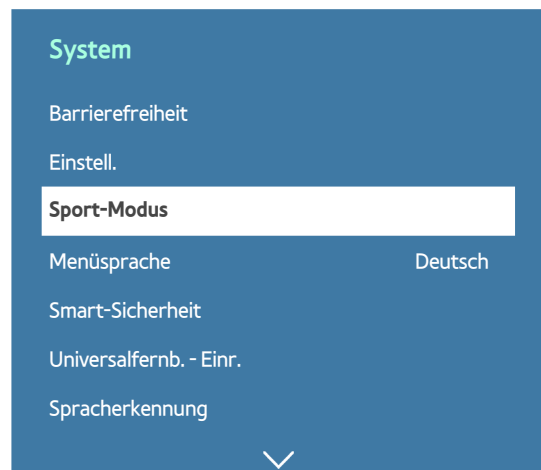 System
Barrierefreiheit
Einstell.
Sport-Modus
Menüsprache Deutsch
Smart-Sicherheit
Universalfernb. - Einr.
Spracherkennung